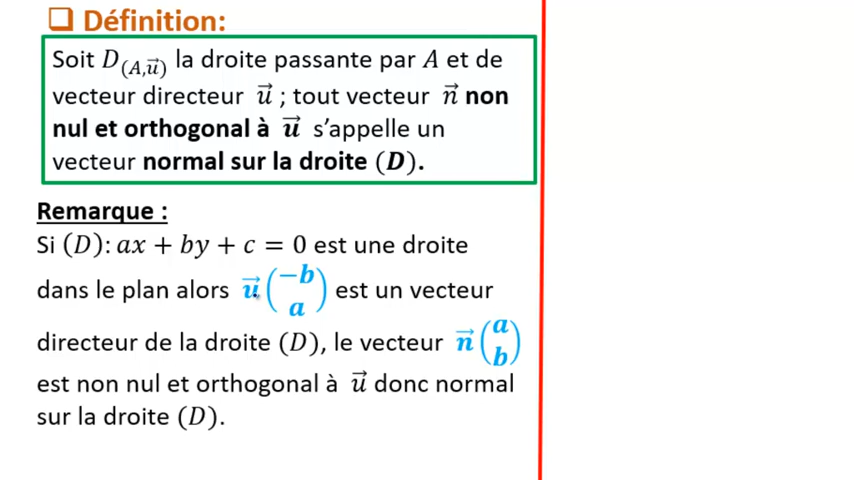 ❑ Définition:
Soit D_(A,u⃗) la droite passante par A et de
vecteur directeur u⃗ ; tout vecteur n⃗ non
nul et orthogonal à u⃗ s’appelle un
vecteur normal sur la droite (D).
Remarque :
Si (D): ax + by + c = 0 est une droite
dans le plan alors u⃗(-b a) est un vecteur
directeur de la droite (D), le vecteur n⃗(a b)
est non nul et orthogonal à u⃗ donc normal
sur la droite (D).